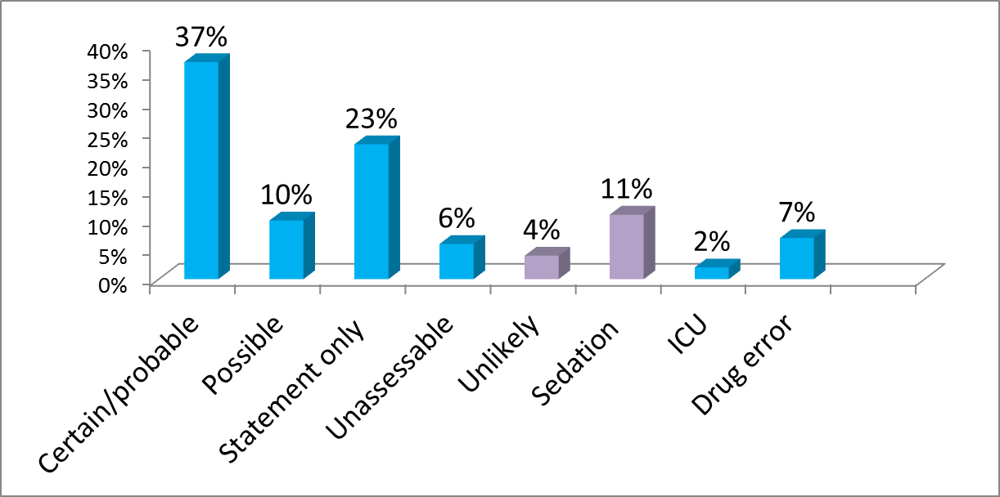 37%
40%
35%
30%
25%
20%
15%
10%
5%
0%
10%
23%
6%
4%
11%
2%
7%
Certain/probable
Possible
Statement only
Unassessable
Unlikely
Sedation
ICU
Drug error